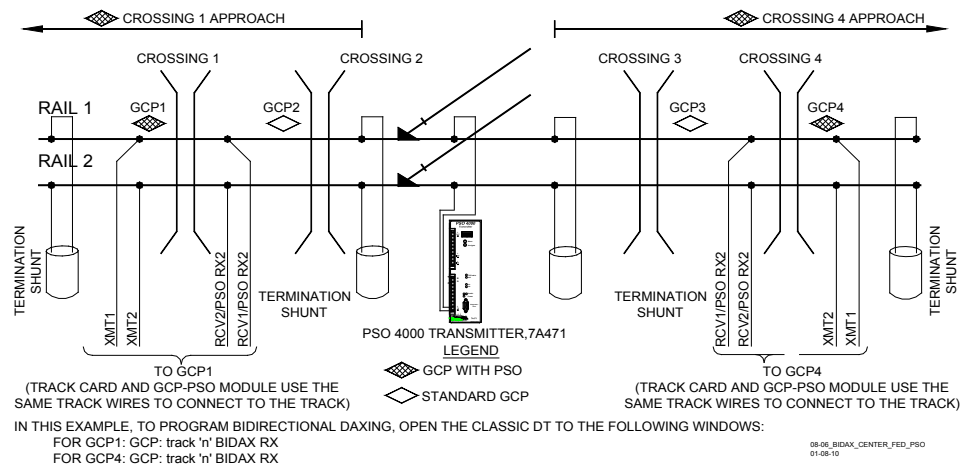 CROSSING 1 APPROACH
CROSSING 4 APPROACH
CROSSING 1
CROSSING 2
CROSSING 3
CROSSING 4
RAIL 1
GCP1
GCP2
GCP3
GCP4
RAIL 2
PSO 4000
TERMINATION
SHUNT
XMT1
XMT2
RCV2/PSO RX2
RCV1/PSO RX2
TERMINATION
SHUNT
TERMINATION
SHUNT
RCV1/PSO RX2
RCV2/PSO RX2
XMT2
XMT1
TERMINATION
SHUNT
PSO 4000 TRANSMITTER,7A471
LEGEND
GCP WITH PSO
STANDARD GCP
TO GCP1
(TRACK CARD AND GCP-PSO MODULE USE THE
SAME TRACK WIRES TO CONNECT TO THE TRACK)
TO GCP4
(TRACK CARD AND GCP-PSO MODULE USE THE
SAME TRACK WIRES TO CONNECT TO THE TRACK)
IN THIS EXAMPLE, TO PROGRAM BIDIRECTIONAL DAXING, OPEN THE CLASSIC DT TO THE FOLLOWING WINDOWS:
FOR GCP1: GCP: track 'n' BIDAX RX
FOR GCP4: GCP: track 'n' BIDAX RX
08-06_BIDAX_CENTER_FED_PSO
01-08-10